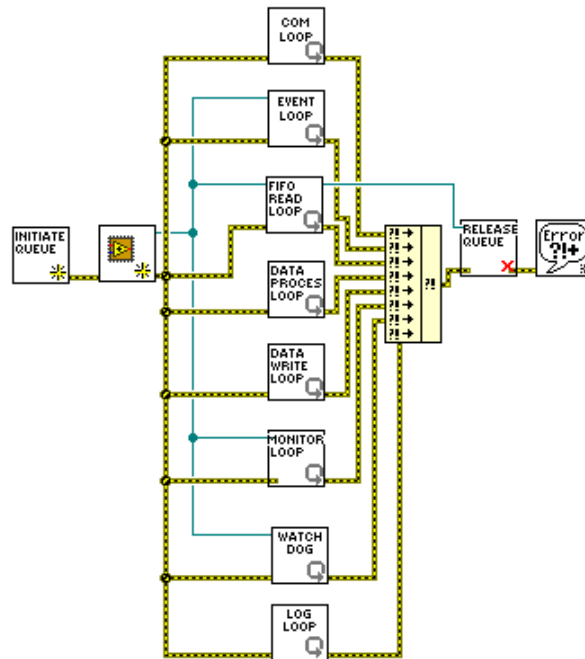 COM
LOOP
EVENT
LOOP
FIFO
READ
LOOP
INITIATE
QUEUE
DATA
PROCES
LOOP
DATA
WRITE
LOOP
MONITOR
LOOP
WATCH
DOG
LOG
LOOP
?!
?!
?!
?!
?!
?!
?!
?!
?!
RELEASE
QUEUE
Error
?!+